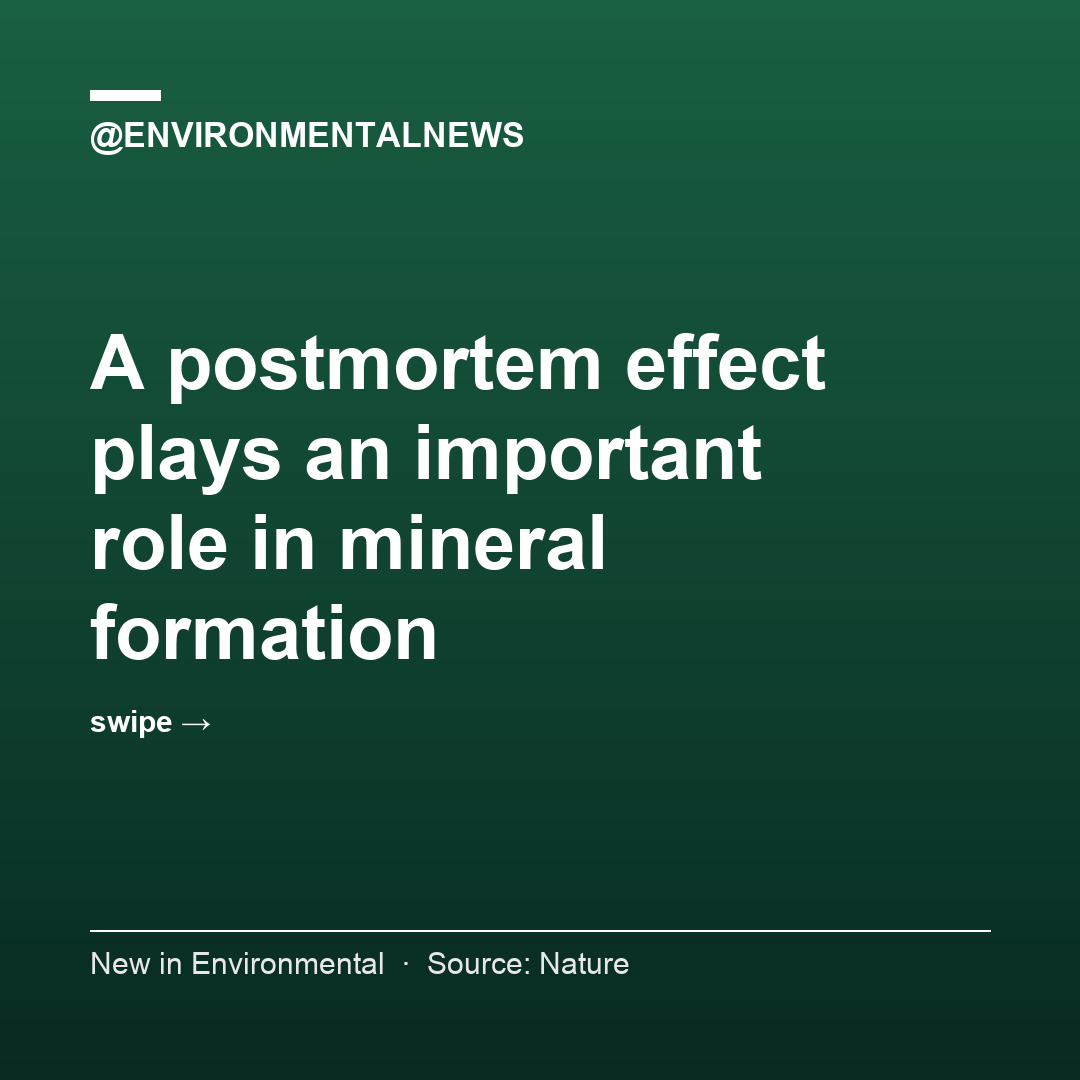 @ENVIRONMENTALNEWS
A postmortem effect
plays an important
role in mineral
formation
swipe →
New in Environmental · Source: Nature